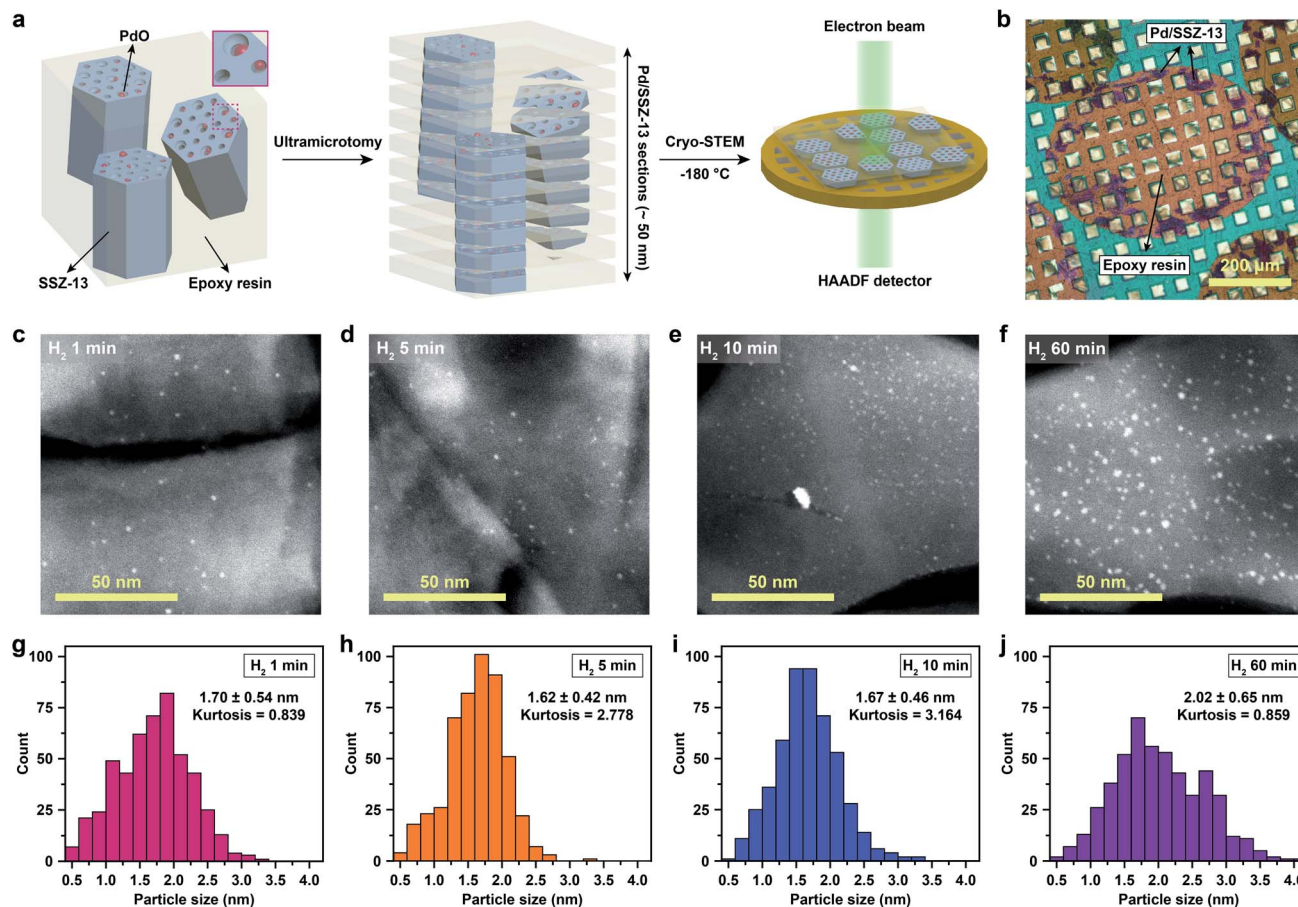 a
PdO
SSZ-13
Epoxy resin
Ultramicrotomy
Pd/SSZ-13 sections (~ 50 nm)
Cryo-STEM
-180 °C
Electron beam
HAADF detector
b
Pd/SSZ-13
Epoxy resin
200 µm
c
H2 1 min
50 nm
d
H2 5 min
50 nm
e
H2 10 min
50 nm
f
H2 60 min
50 nm
g
H2 1 min
1.70 ± 0.54 nm
Kurtosis = 0.839
Count
100
75
50
25
0
0.5 1.0 1.5 2.0 2.5 3.0 3.5 4.0
Particle size (nm)
h
H2 5 min
1.62 ± 0.42 nm
Kurtosis = 2.778
Count
100
75
50
25
0
0.5 1.0 1.5 2.0 2.5 3.0 3.5 4.0
Particle size (nm)
i
H2 10 min
1.67 ± 0.46 nm
Kurtosis = 3.164
Count
100
75
50
25
0
0.5 1.0 1.5 2.0 2.5 3.0 3.5 4.0
Particle size (nm)
j
H2 60 min
2.02 ± 0.65 nm
Kurtosis = 0.859
Count
100
75
50
25
0
0.5 1.0 1.5 2.0 2.5 3.0 3.5 4.0
Particle size (nm)